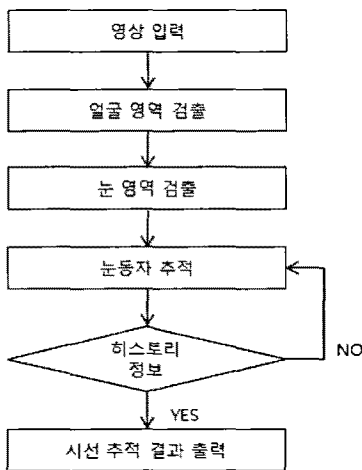 영상 입력
얼굴 영역 검출
눈 영역 검출
눈동자 추적
히스토리
정보
NO
YES
시선 추적 결과 출력